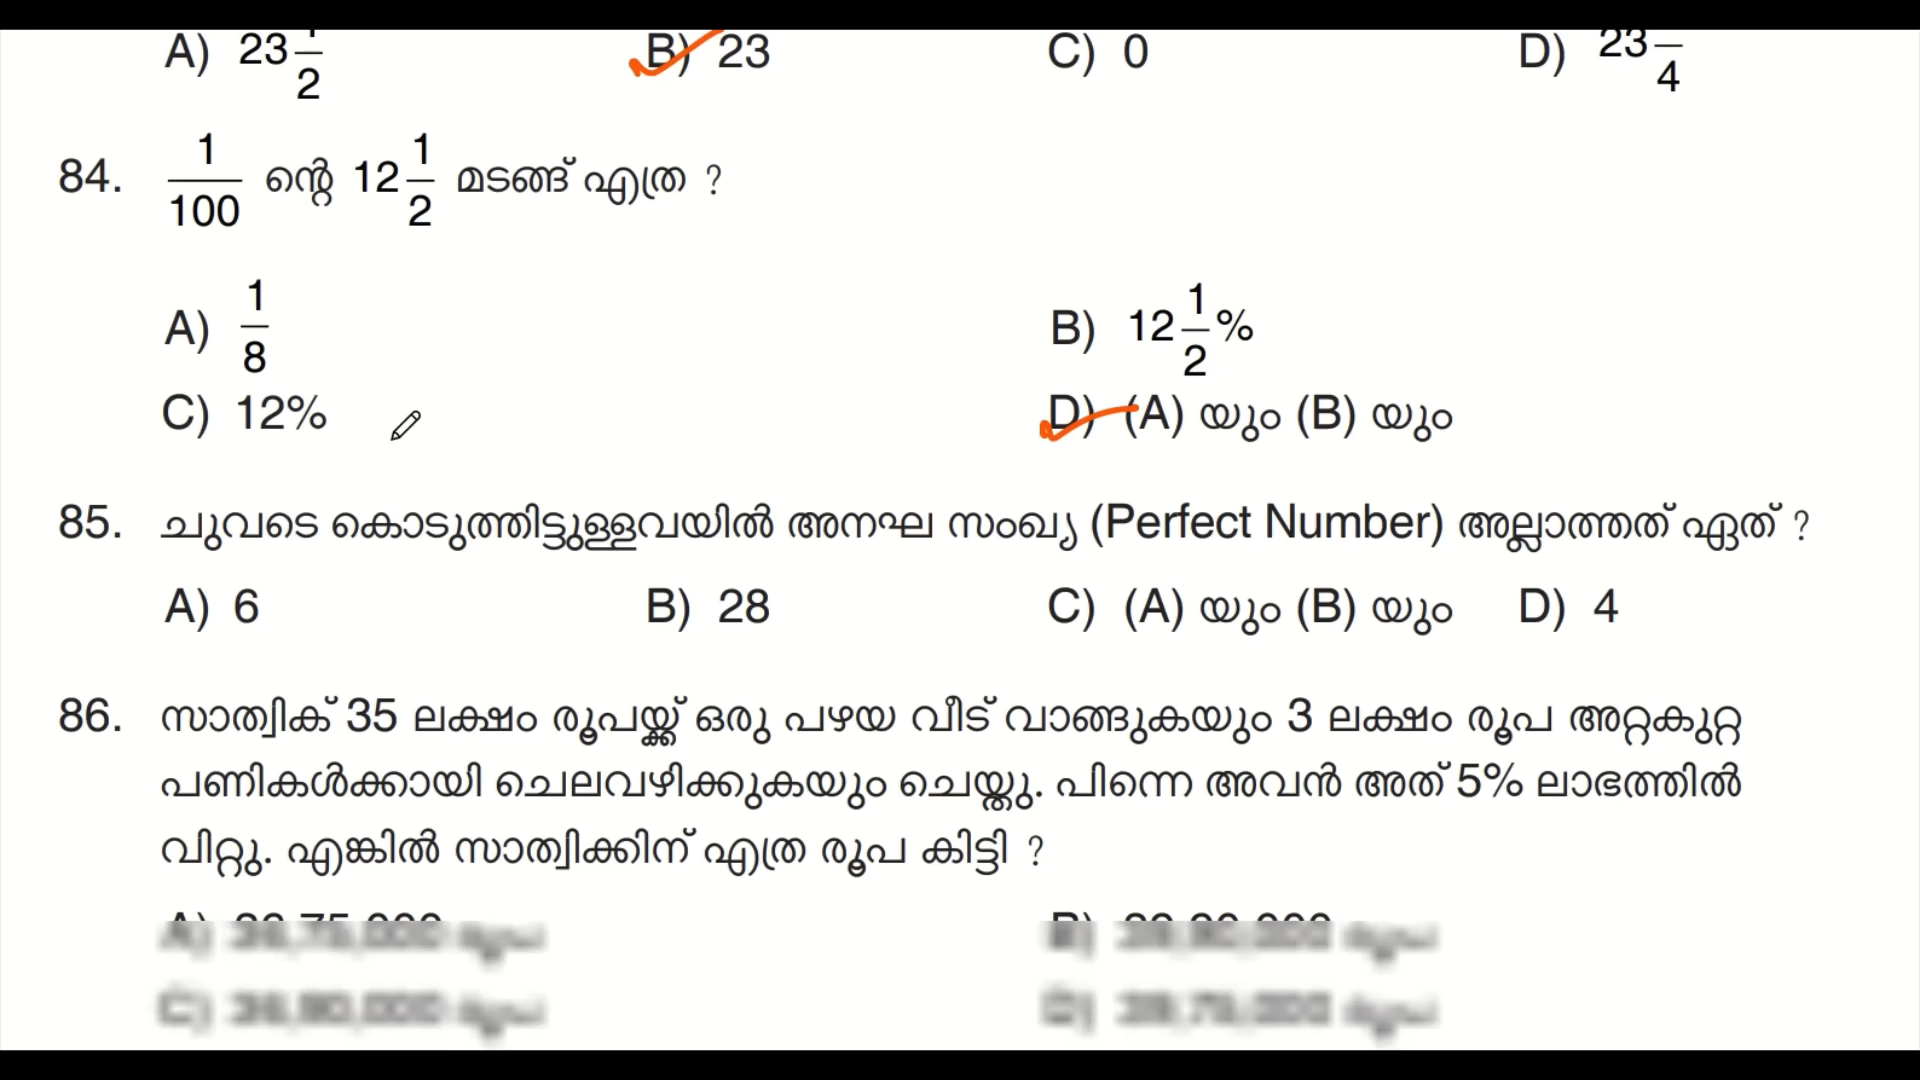 A) 23 1/2 B) 23 C) 0 D) 23 /4
84. 1/100 ന്റെ 12 1/2 മടങ്ങ് എത്ര ?
A) 1/8 B) 12 1/2 %
C) 12% D) (A) യും (B) യും
85. ചുവടെ കൊടുത്തിട്ടുള്ളവയിൽ അനഘ സംഖ്യ (Perfect Number) അല്ലാത്തത് ഏത് ?
A) 6 B) 28 C) (A) യും (B) യും D) 4
86. സാത്വിക് 35 ലക്ഷം രൂപയ്ക്ക് ഒരു പഴയ വീട് വാങ്ങുകയും 3 ലക്ഷം രൂപ അറ്റകുറ്റ
പണികൾക്കായി ചെലവഴിക്കുകയും ചെയ്തു. പിന്നെ അവൻ അത് 5% ലാഭത്തിൽ
വിറ്റു. എങ്കിൽ സാത്വിക്കിന് എത്ര രൂപ കിട്ടി ?